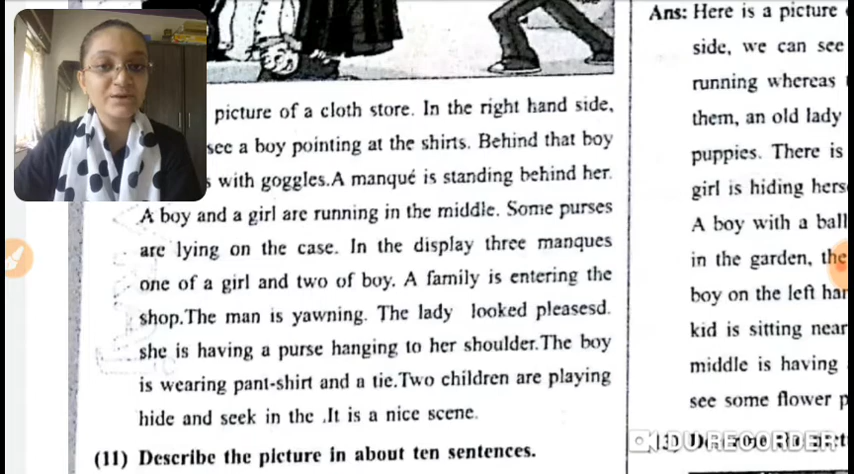 picture of a cloth store. In the right hand side,
see a boy pointing at the shirts. Behind that boy
with goggles.A manqué is standing behind her.
A boy and a girl are running in the middle. Some purses
are lying on the case. In the display three manques
one of a girl and two of boy. A family is entering the
shop.The man is yawning. The lady looked pleasesd.
she is having a purse hanging to her shoulder.The boy
is wearing pant-shirt and a tie.Two children are playing
hide and seek in the .It is a nice scene.
(11) Describe the picture in about ten sentences.
Ans: Here is a picture
side, we can see
running whereas
them, an old lady
puppies. There is
girl is hiding hers
A boy with a ball
in the garden, the
boy on the left han
kid is sitting near
middle is having
see some flower p
DU RECORDER